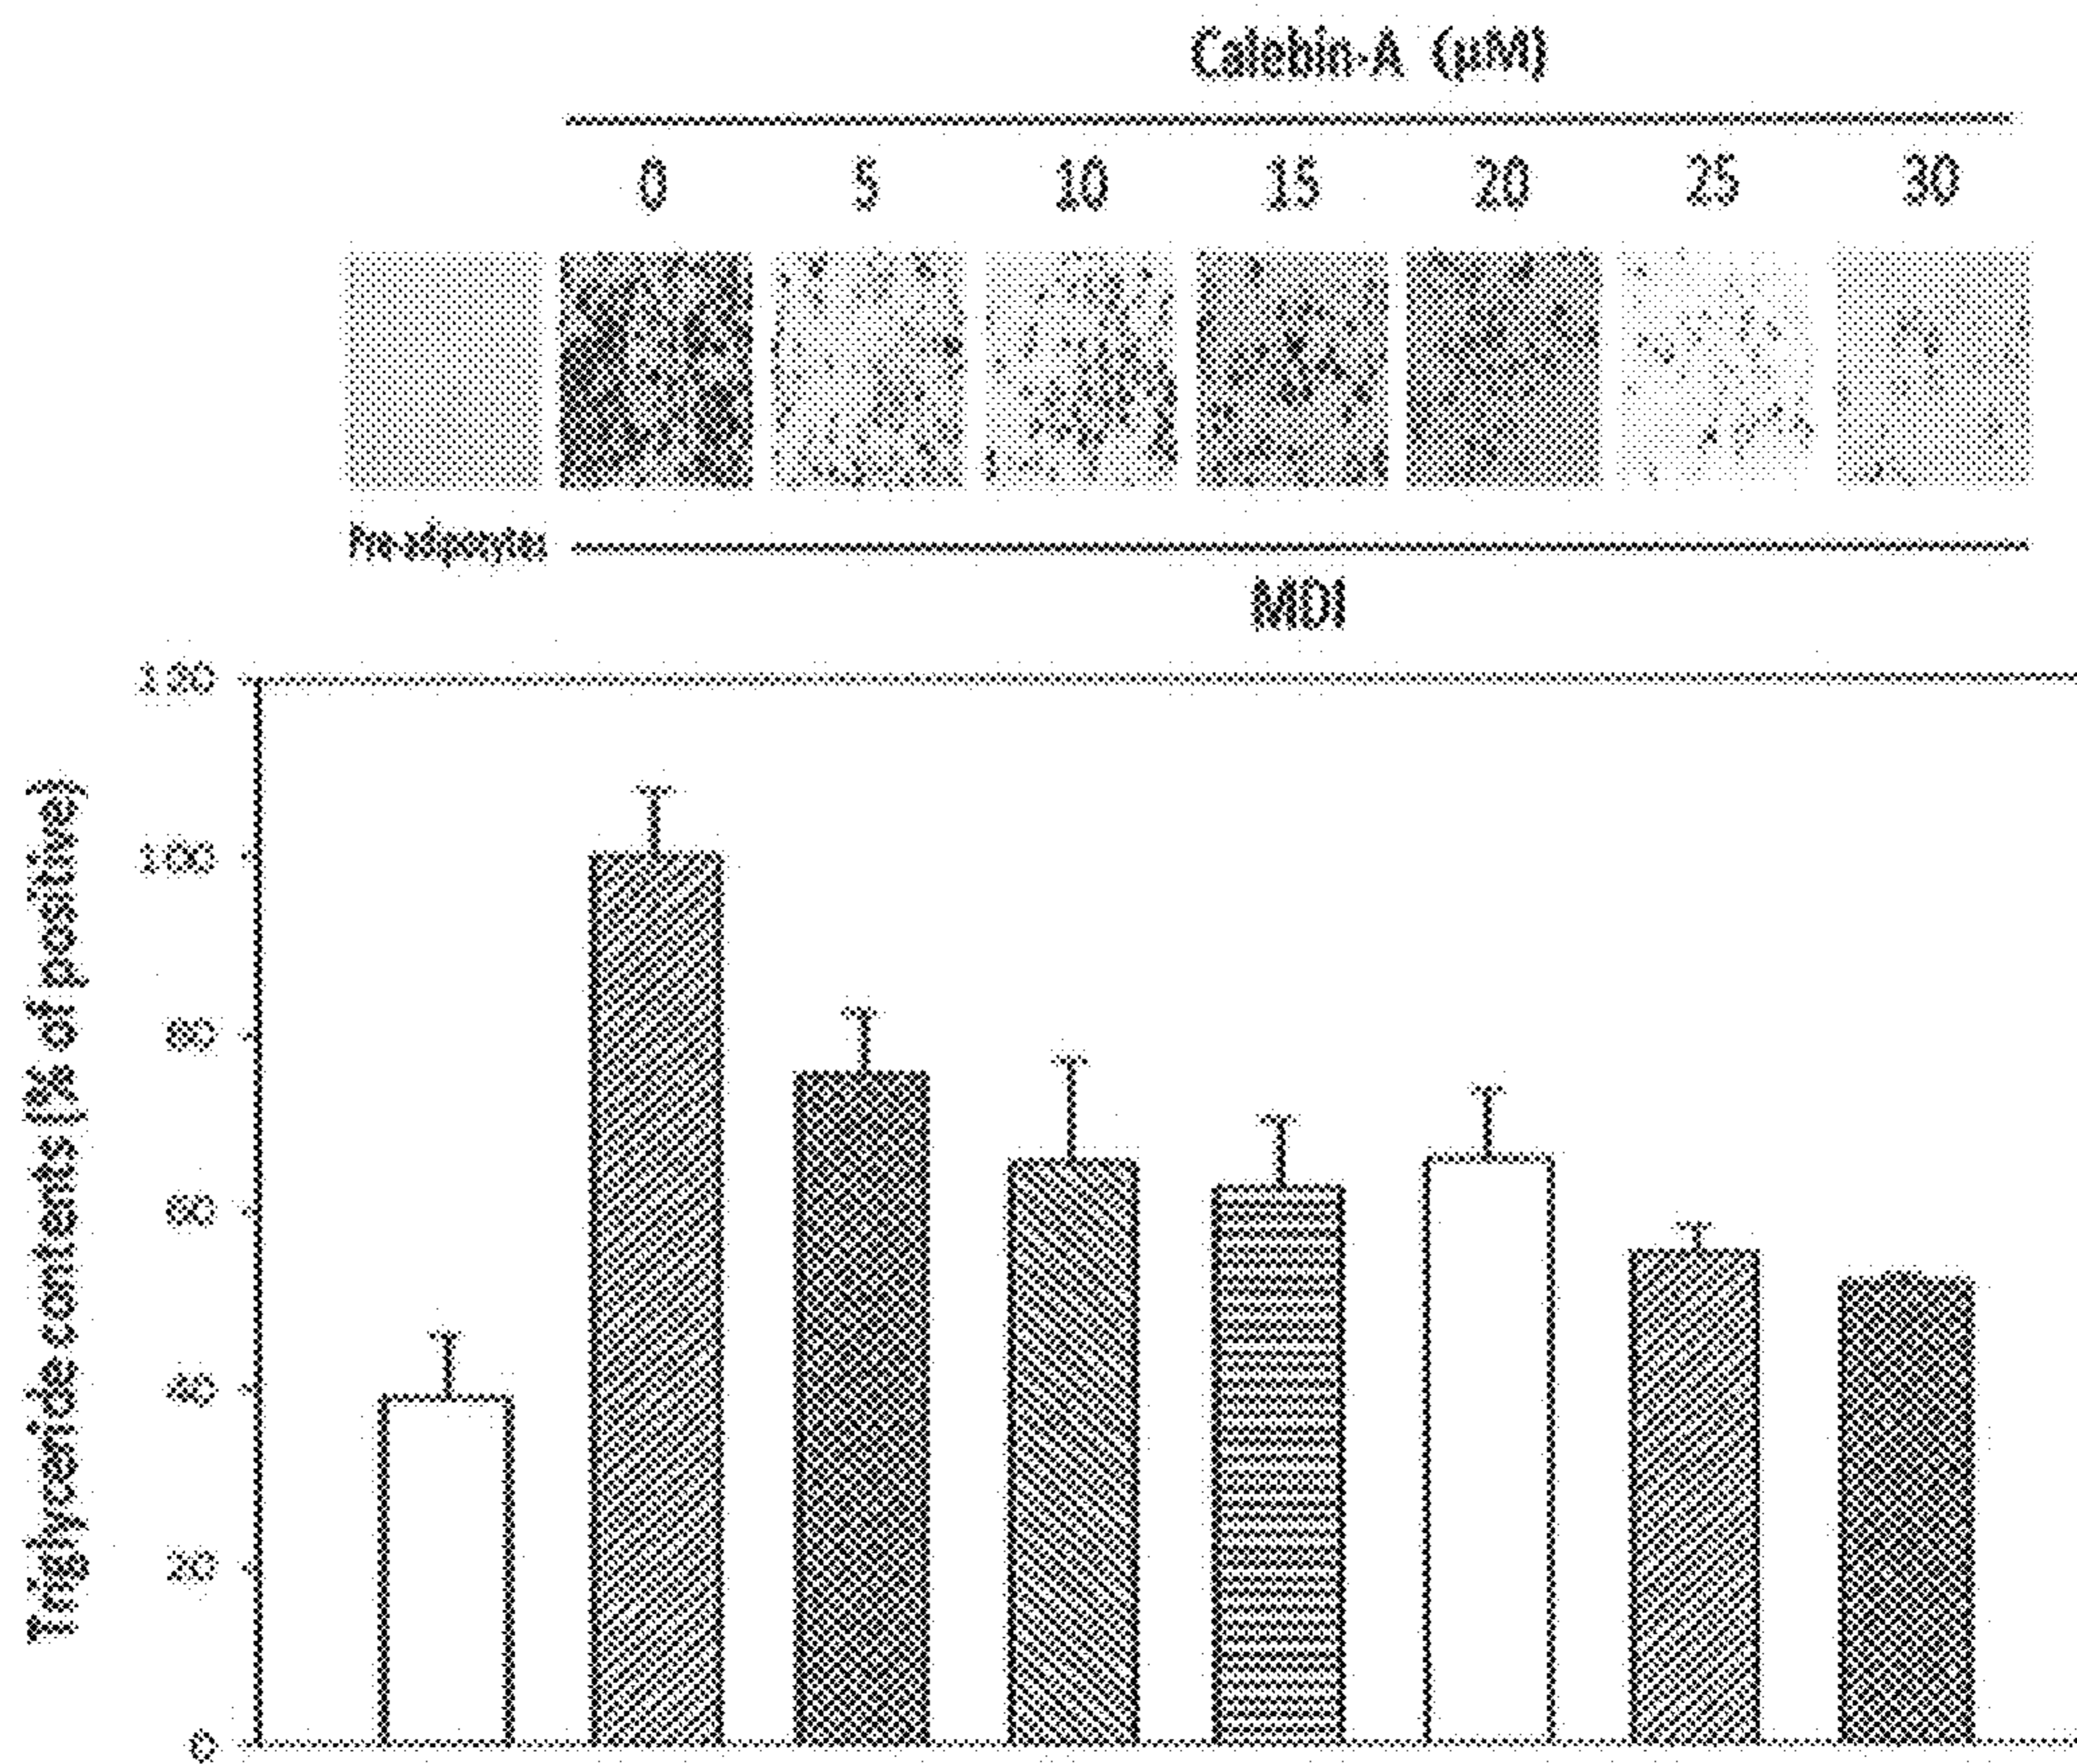 Calebin-A (µM)
0 5 10 15 20 25 30
Pre-adipocytes
MDI
Triglyceride contents (% of positive)
120
100
80
60
40
20
0